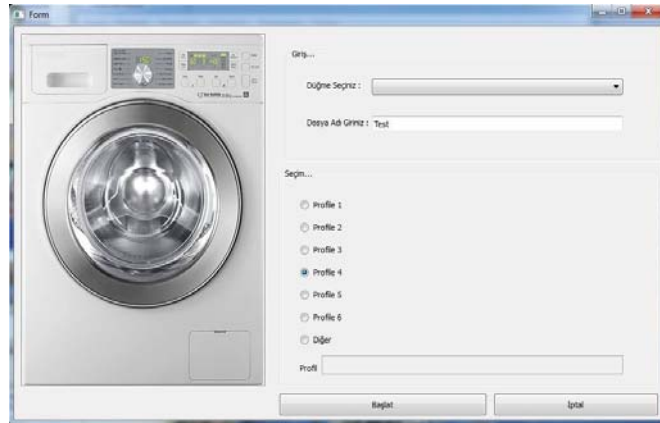 Form
Giriş...
Düğme Seçiniz :
Dosya Adı Giriniz : Test
Seçim...
Profile 1
Profile 2
Profile 3
Profile 4
Profile 5
Profile 6
Diğer
Profil
Başlat
İptal